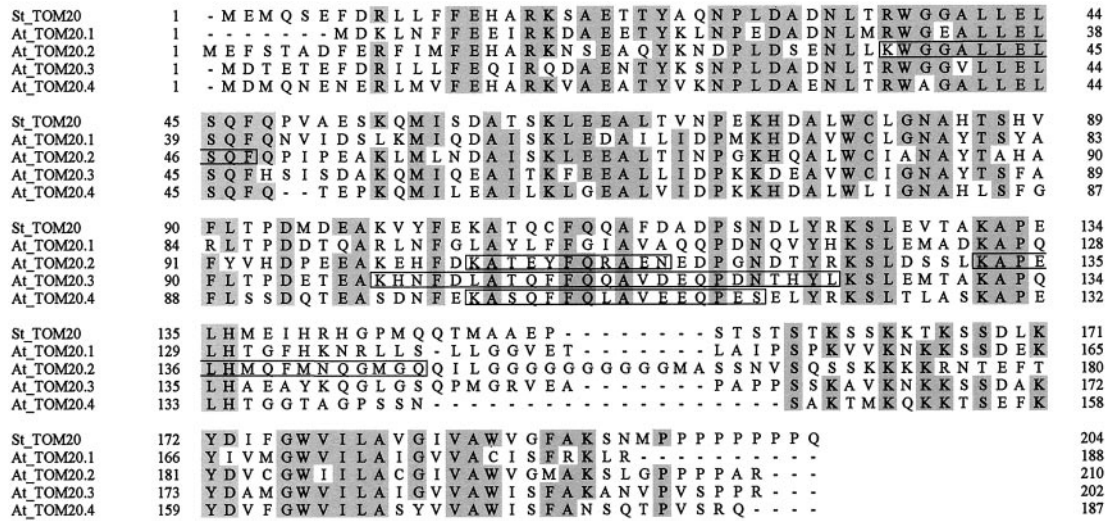 St_TOM20 1 - M E M Q S E F D R L L F F E H A R K S A E T T Y A Q N P L D A D N L T R W G G A L L E L 44
At_TOM20.1 1 - - - - - - - M D K L N F F E E I R K D A E E T Y K L N P E D A D N L M R W G E A L L E L 38
At_TOM20.2 1 M E F S T A D F E R F I M F E H A R K N S E A Q Y K N D P L D S E N L L K W G G A L L E L 45
At_TOM20.3 1 - M D T E T E F D R I L L F E Q I R Q D A E N T Y K S N P L D A D N L T R W G G V L L E L 44
At_TOM20.4 1 - M D M Q N E N E R L M V F E H A R K V A E A T Y V K N P L D A E N L T R W A G A L L E L 44
St_TOM20 45 S Q F Q P V A E S K Q M I S D A T S K L E E A L T V N P E K H D A L W C L G N A H T S H V 89
At_TOM20.1 39 S Q F Q N V I D S L K M I Q D A I S K L E D A I L I D P M K H D A V W C L G N A Y T S Y A 83
At_TOM20.2 46 S Q F Q P I P E A K L M L N D A I S K L E E A L T I N P G K H Q A L W C I A N A Y T A H A 90
At_TOM20.3 45 S Q F H S I S D A K Q M I Q E A I T K F E E A L L I D P K K D E A V W C I G N A Y T S F A 89
At_TOM20.4 45 S Q F Q - - T E P K Q M I L E A I L K L G E A L V I D P K K H D A L W L I G N A H L S F G 87
St_TOM20 90 F L T P D M D E A K V Y F E K A T Q C F Q Q A F D A D P S N D L Y R K S L E V T A K A P E 134
At_TOM20.1 84 R L T P D D T Q A R L N F G L A Y L F F G I A V A Q Q P D N Q V Y H K S L E M A D K A P Q 128
At_TOM20.2 91 F Y V H D P E E A K E H F D K A T E Y F Q R A E N E D P G N D T Y R K S L D S S L K A P E 135
At_TOM20.3 90 F L T P D E T E A K H N F D L A T Q F F Q Q A V D E Q P D N T H Y L K S L E M T A K A P E 134
At_TOM20.4 88 F L S S D Q T E A S D N F E K A S Q F F Q L A V E E Q P E S E L Y R K S L T L A S K A P E 132
St_TOM20 135 L H M E I H R H G P M Q Q T M A A E P - - - - - - - - S T S T S T K S S K K T K S S D L K 171
At_TOM20.1 129 L H T G F H K N R L L S - L L G G V E T - - - - - - - L A I P S P K V V K N K K S S D E K 165
At_TOM20.2 136 L H M Q F M N Q G M G Q Q I L G G G G G G G G G G M A S S N V S Q S S K K K K R N T E F T 180
At_TOM20.3 135 L H A E A Y K Q G L G S Q P M G R V E A - - - - - - - P A P P S S K A V K N K K S S D A K 172
At_TOM20.4 133 L H T G G T A G P S S N - - - - - - - - - - - - - - - - - - - S A K T M K Q K K T S E F K 158
St_TOM20 172 Y D I F G W V I L A V G I V A W V G F A K S N M P P P P P P P P Q 204
At_TOM20.1 166 Y I V M G W V I L A I G V V A C I S F R K L R - - - - - - - - - - 188
At_TOM20.2 181 Y D V C G W I I L A C G I V A W V G M A K S L G P P P P A R - - - 210
At_TOM20.3 173 Y D A M G W V I L A I G V V A W I S F A K A N V P V S P P R - - - 202
At_TOM20.4 159 Y D V F G W V I L A S Y V V A W I S F A N S Q T P V S R Q - - - - 187